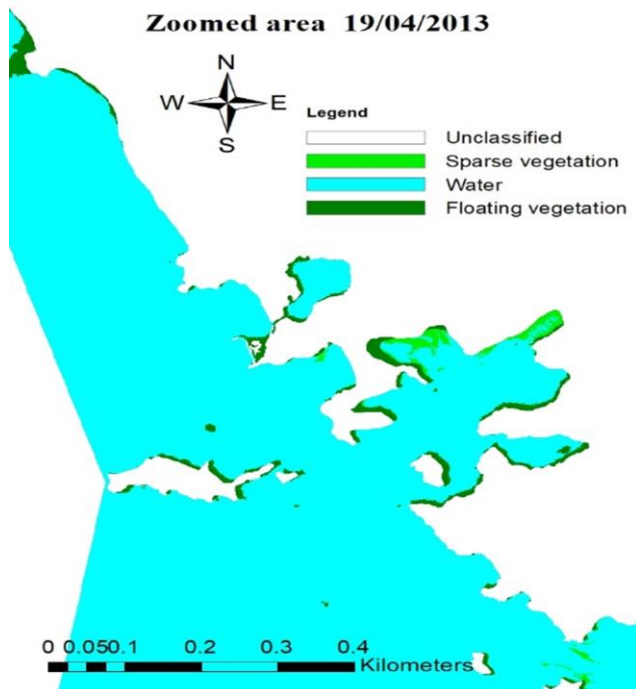 Zoomed area 19/04/2013
N
W E
S
Legend
Unclassified
Sparse vegetation
Water
Floating vegetation
0 0.050.1 0.2 0.3 0.4
Kilometers